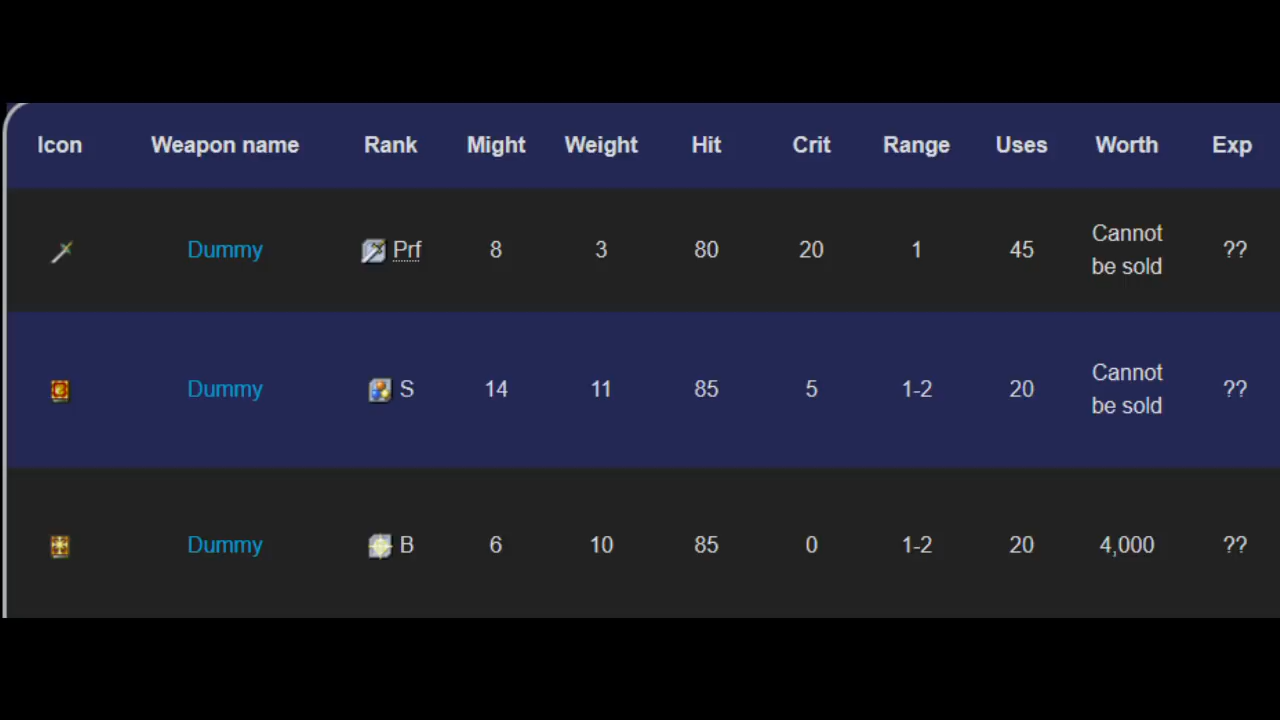 Icon Weapon name Rank Might Weight Hit Crit Range Uses Worth Exp
Dummy Prf 8 3 80 20 1 45 Cannot be sold ??
Dummy S 14 11 85 5 1-2 20 Cannot be sold ??
Dummy B 6 10 85 0 1-2 20 4,000 ??